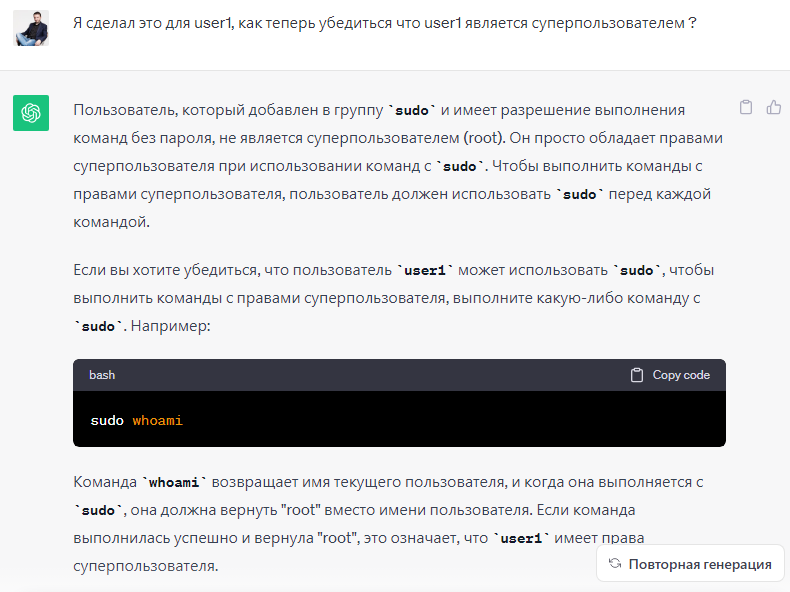 Я сделал это для user1, как теперь убедиться что user1 является суперпользователем ?
Пользователь, который добавлен в группу `sudo` и имеет разрешение выполнения
команд без пароля, не является суперпользователем (root). Он просто обладает правами
суперпользователя при использовании команд с `sudo`. Чтобы выполнить команды с
правами суперпользователя, пользователь должен использовать `sudo` перед каждой
командой.
Если вы хотите убедиться, что пользователь `user1` может использовать `sudo`, чтобы
выполнить команды с правами суперпользователя, выполните какую-либо команду с
`sudo`. Например:
bash Copy code
sudo whoami
Команда `whoami` возвращает имя текущего пользователя, и когда она выполняется с
`sudo`, она должна вернуть "root" вместо имени пользователя. Если команда
выполнилась успешно и вернула "root", это означает, что `user1` имеет права
суперпользователя.
Повторная генерация